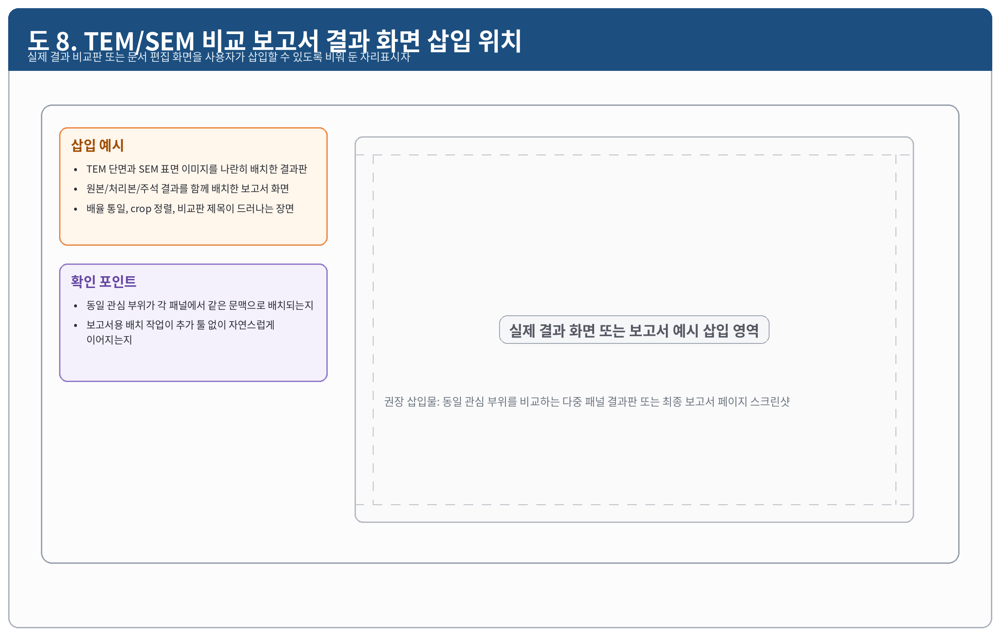 도 8. TEM/SEM 비교 보고서 결과 화면 삽입 위치
실제 결과 비교판 또는 문서 편집 화면을 사용자가 삽입할 수 있도록 비워 둔 자리표시자
삽입 예시
• TEM 단면과 SEM 표면 이미지를 나란히 배치한 결과판
• 원본/처리본/주석 결과를 함께 배치한 보고서 화면
• 배율 통일, crop 정렬, 비교판 제목이 드러나는 장면
확인 포인트
• 동일 관심 부위가 각 패널에서 같은 문맥으로 배치되는지
• 보고서용 배치 작업이 추가 툴 없이 자연스럽게
이어지는지
실제 결과 화면 또는 보고서 예시 삽입 영역
권장 삽입물: 동일 관심 부위를 비교하는 다중 패널 결과판 또는 최종 보고서 페이지 스크린샷